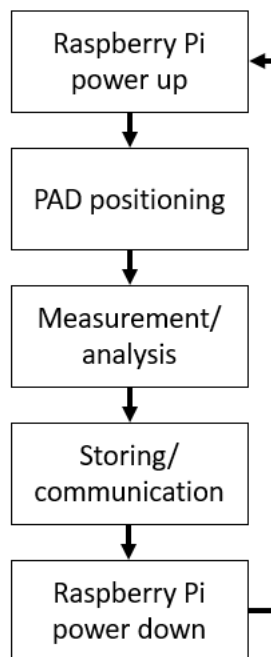 Raspberry Pi
power up
PAD positioning
Measurement/
analysis
Storing/
communication
Raspberry Pi
power down